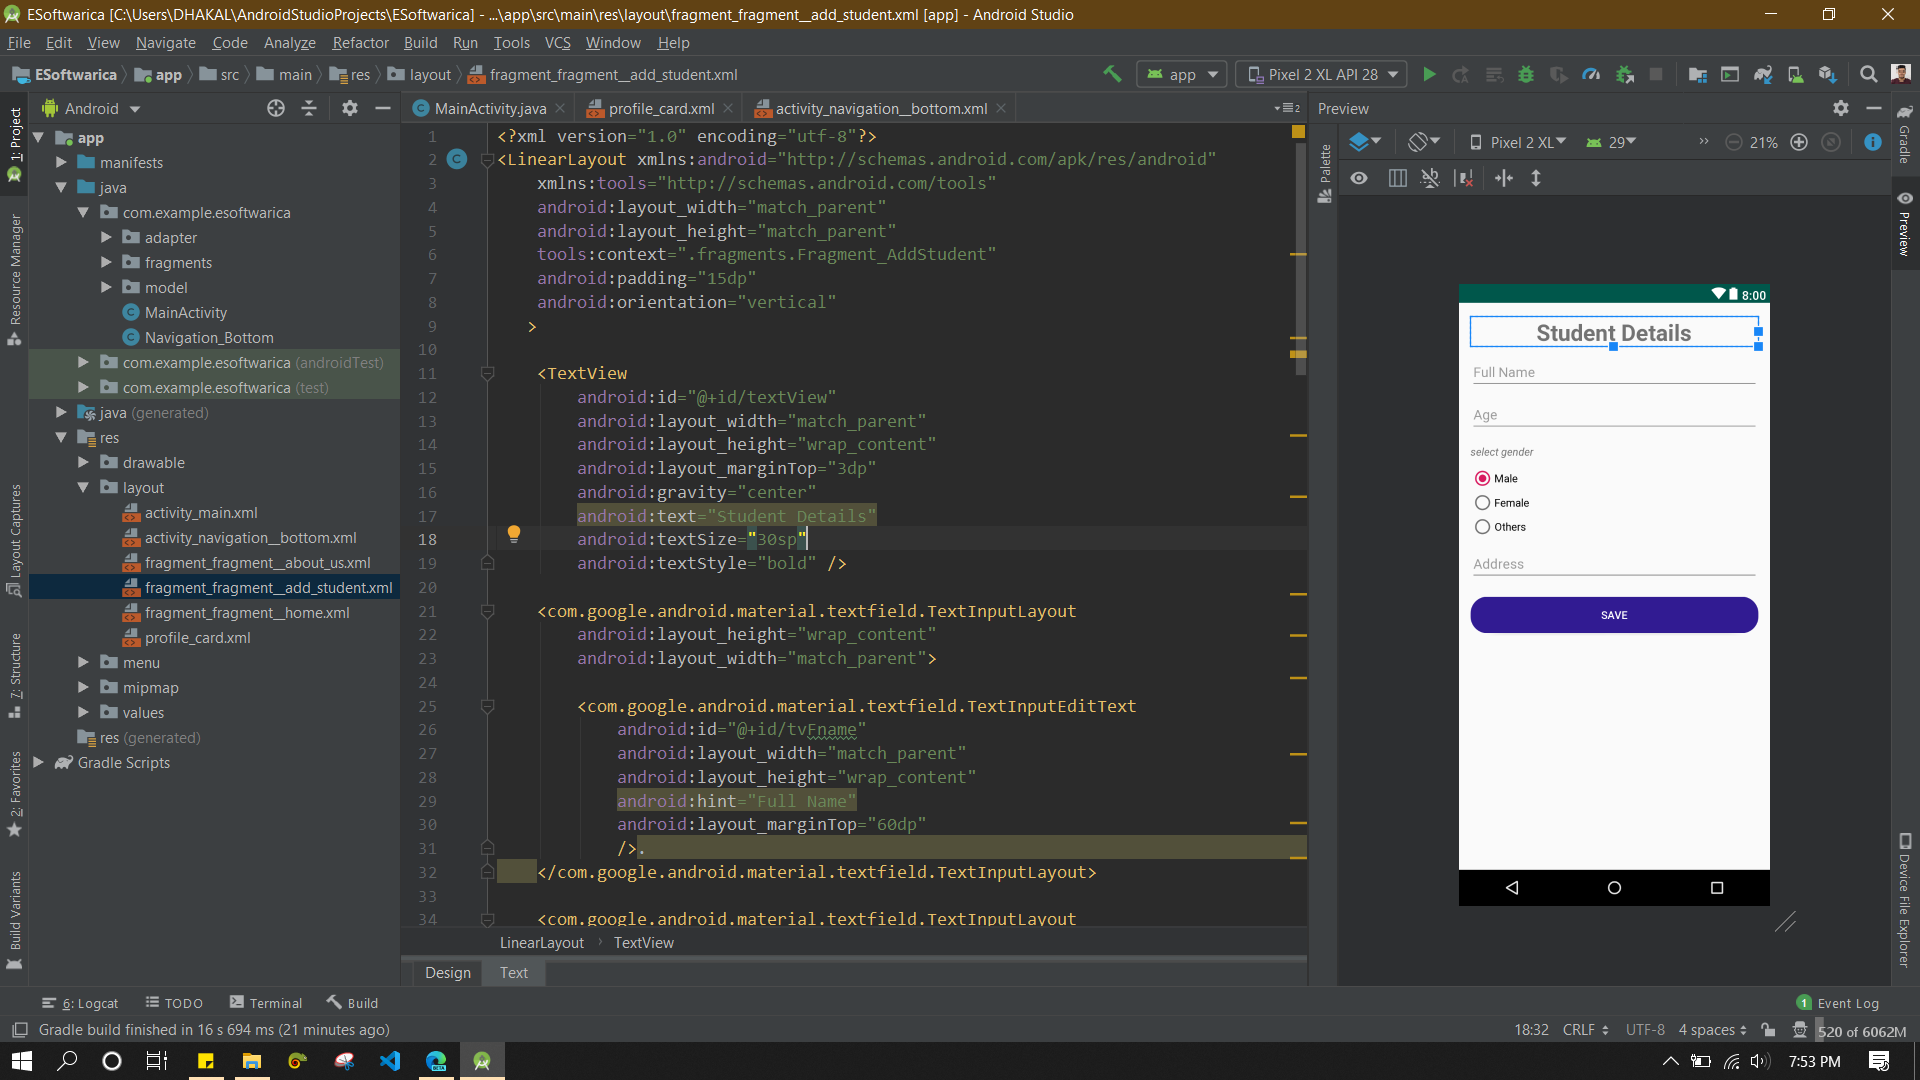 ESoftwarica [C:\Users\DHAKAL\AndroidStudioProjects\ESoftwarica] - ...\app\src\main\res\layout\fragment_fragment__add_student.xml [app] - Android Studio
File Edit View Navigate Code Analyze Refactor Build Run Tools VCS Window Help
ESoftwarica app src main res layout fragment_fragment__add_student.xml
app Pixel 2 XL API 28
Android
MainActivity.java profile_card.xml activity_navigation__bottom.xml
2
Preview
1: Project
Resource Manager
Layout Captures
7: Structure
2: Favorites
Build Variants
app
manifests
java
com.example.esoftwarica
adapter
fragments
model
MainActivity
Navigation_Bottom
com.example.esoftwarica (androidTest)
com.example.esoftwarica (test)
java (generated)
res
drawable
layout
activity_main.xml
activity_navigation__bottom.xml
fragment_fragment__about_us.xml
fragment_fragment__add_student.xml
fragment_fragment__home.xml
profile_card.xml
menu
mipmap
values
res (generated)
Gradle Scripts
1 <?xml version="1.0" encoding="utf-8"?>
2 <LinearLayout xmlns:android="http://schemas.android.com/apk/res/android"
3 xmlns:tools="http://schemas.android.com/tools"
4 android:layout_width="match_parent"
5 android:layout_height="match_parent"
6 tools:context=".fragments.Fragment_AddStudent"
7 android:padding="15dp"
8 android:orientation="vertical"
9 >
10
11 <TextView
12 android:id="@+id/textView"
13 android:layout_width="match_parent"
14 android:layout_height="wrap_content"
15 android:layout_marginTop="3dp"
16 android:gravity="center"
17 android:text="Student Details"
18 android:textSize="30sp"
19 android:textStyle="bold" />
20
21 <com.google.android.material.textfield.TextInputLayout
22 android:layout_height="wrap_content"
23 android:layout_width="match_parent">
24
25 <com.google.android.material.textfield.TextInputEditText
26 android:id="@+id/tvFname"
27 android:layout_width="match_parent"
28 android:layout_height="wrap_content"
29 android:hint="Full Name"
30 android:layout_marginTop="60dp"
31 />.
32 </com.google.android.material.textfield.TextInputLayout>
33
34 <com.google.android.material.textfield.TextInputLayout
LinearLayout TextView
Design Text
Palette
Pixel 2 XL 29 21%
8:00
Student Details
Full Name
Age
select gender
Male
Female
Others
Address
SAVE
Gradle
Preview
Device File Explorer
6: Logcat TODO Terminal Build
1 Event Log
Gradle build finished in 16 s 694 ms (21 minutes ago)
18:32 CRLF UTF-8 4 spaces 520 of 6062M
BETA
7:53 PM